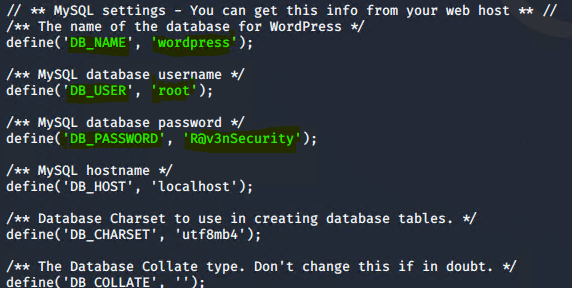 // ** MySQL settings - You can get this info from your web host ** //
/** The name of the database for WordPress */
define('DB_NAME', 'wordpress');
/** MySQL database username */
define('DB_USER', 'root');
/** MySQL database password */
define('DB_PASSWORD', 'R@v3nSecurity');
/** MySQL hostname */
define('DB_HOST', 'localhost');
/** Database Charset to use in creating database tables. */
define('DB_CHARSET', 'utf8mb4');
/** The Database Collate type. Don't change this if in doubt. */
define('DB_COLLATE', '');